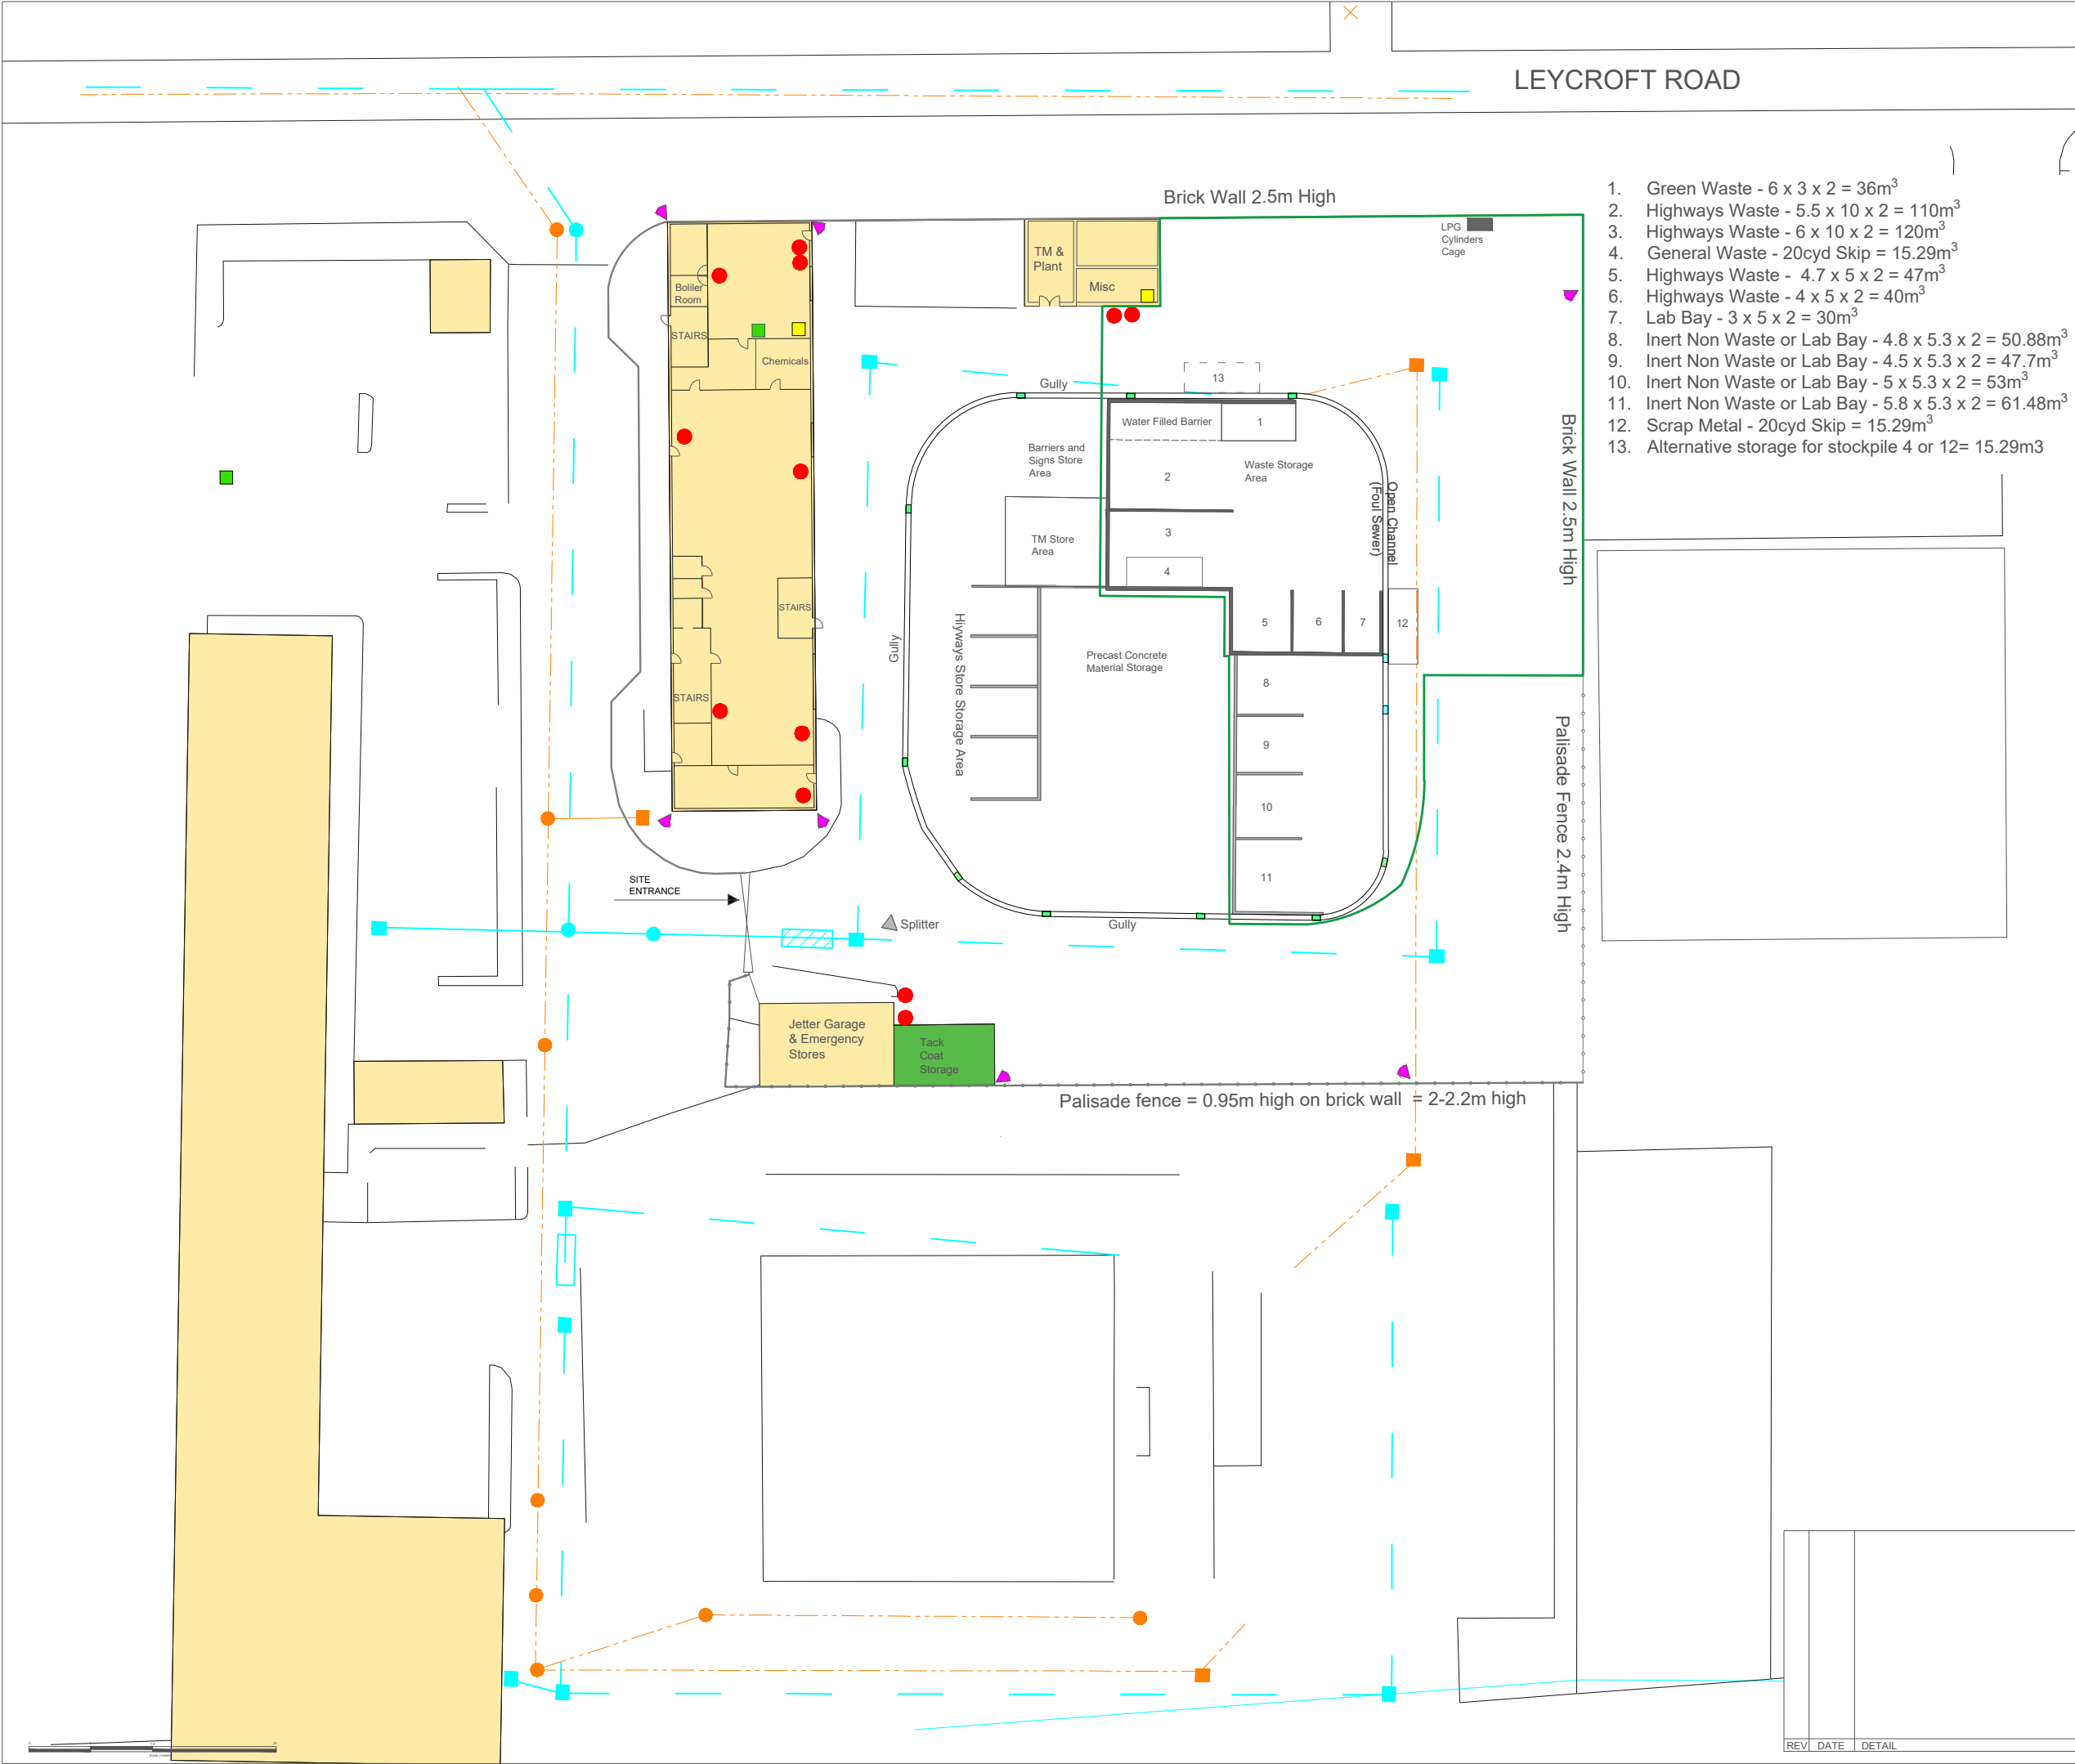 LEYCROFT ROAD
Brick Wall 2.5m High
1. Green Waste - 6 x 3 x 2 = 36m³
2. Highways Waste - 5.5 x 10 x 2 = 110m³
3. Highways Waste - 6 x 10 x 2 = 120m³
4. General Waste - 20cyd Skip = 15.29m³
5. Highways Waste - 4.7 x 5 x 2 = 47m³
6. Highways Waste - 4 x 5 x 2 = 40m³
7. Lab Bay - 3 x 5 x 2 = 30m³
8. Inert Non Waste or Lab Bay - 4.8 x 5.3 x 2 = 50.88m³
9. Inert Non Waste or Lab Bay - 4.5 x 5.3 x 2 = 47.7m³
10. Inert Non Waste or Lab Bay - 5 x 5.3 x 2 = 53m³
11. Inert Non Waste or Lab Bay - 5.8 x 5.3 x 2 = 61.48m³
12. Scrap Metal - 20cyd Skip = 15.29m³
13. Alternative storage for stockpile 4 or 12= 15.29m3
LPG
Cylinders
Cage
TM &
Plant
Misc
Boliler
Room
STAIRS
Chemicals
13
Gully
Water Filled Barrier
1
Barriers and
Signs Store
Area
2
Waste Storage
Area
Open Channel
(Foul Sewer)
Brick Wall 2.5m High
TM Store
Area
3
4
STAIRS
5
6
7
12
Gully
Hiyways Store Storage Area
Precast Concrete
Material Storage
STAIRS
8
9
10
11
Palisade Fence 2.4m High
SITE
ENTRANCE
Splitter
Gully
Jetter Garage
& Emergency
Stores
Tack
Coat
Storage
Palisade fence = 0.95m high on brick wall = 2-2.2m high
REV DATE DETAIL